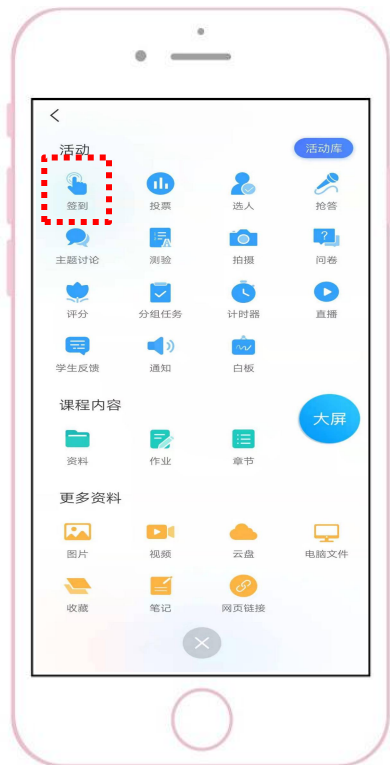 活动
活动库
签到 投票 选人 抢答
主题讨论 测验 拍摄 问卷
评分 分组任务 计时器 直播
学生反馈 通知 白板
课程内容
大屏
资料 作业 章节
更多资料
图片 视频 云盘 电脑文件
收藏 笔记 网页链接